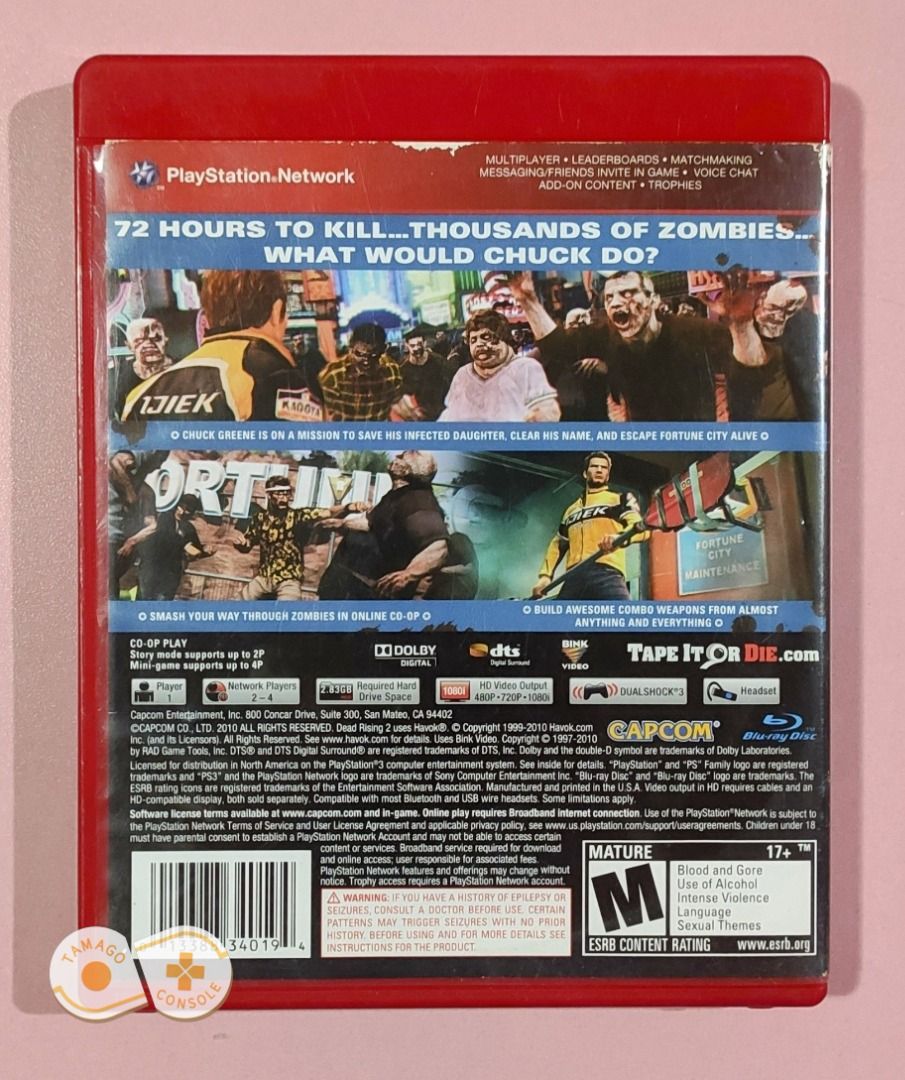 PlayStation®Network
MULTIPLAYER • LEADERBOARDS • MATCHMAKING
MESSAGING/FRIENDS INVITE IN GAME • VOICE CHAT
ADD-ON CONTENT • TROPHIES
72 HOURS TO KILL...THOUSANDS OF ZOMBIES...
WHAT WOULD CHUCK DO?
IJIEK
CHUCK GREENE IS ON A MISSION TO SAVE HIS INFECTED DAUGHTER, CLEAR HIS NAME, AND ESCAPE FORTUNE CITY ALIVE
IJIEK
FORTUNE
CITY
MAINTENANCE
SMASH YOUR WAY THROUGH ZOMBIES IN ONLINE CO-OP
BUILD AWESOME COMBO WEAPONS FROM ALMOST
ANYTHING AND EVERYTHING
CO-OP PLAY
Story mode supports up to 2P
Mini-game supports up to 4P
DOLBY
DIGITAL
dts
Digital Surround
BINK
VIDEO
TAPE IT OR DIE.com
Player
1
Network Players
2 – 4
2.83GB
Required Hard
Drive Space
1080i
HD Video Output
480P•720P•1080i
DUALSHOCK®3
Headset
Capcom Entertainment, Inc. 800 Concar Drive, Suite 300, San Mateo, CA 94402
©CAPCOM CO., LTD. 2010 ALL RIGHTS RESERVED. Dead Rising 2 uses Havok®. © Copyright 1999-2010 Havok.com
Inc. (and its Licensors). All Rights Reserved. See www.havok.com for details. Uses Bink Video. Copyright © 1997-2010
by RAD Game Tools, Inc. DTS® and DTS Digital Surround® are registered trademarks of DTS, Inc. Dolby and the double-D symbol are trademarks of Dolby Laboratories.
CAPCOM®
Blu-ray Disc
Licensed for distribution in North America on the PlayStation®3 computer entertainment system. See inside for details. "PlayStation" and "PS" Family logo are registered
trademarks and "PS3" and the PlayStation Network logo are trademarks of Sony Computer Entertainment Inc. "Blu-ray Disc" and "Blu-ray Disc" logo are trademarks. The
ESRB rating icons are registered trademarks of the Entertainment Software Association. Manufactured and printed in the U.S.A. Video output in HD requires cables and an
HD-compatible display, both sold separately. Compatible with most Bluetooth and USB wire headsets. Some limitations apply.
Software license terms available at www.capcom.com and in-game. Online play requires Broadband internet connection. Use of the PlayStation®Network is subject to
the PlayStation Network Terms of Service and User License Agreement and applicable privacy policy, see www.us.playstation.com/support/useragreements. Children under 18
must have parental consent to establish a PlayStation Network Account and may not be able to access certain
content or services. Broadband service required for download
and online access; user responsible for associated fees.
PlayStation Network features and offerings may change without
notice. Trophy access requires a PlayStation Network account.
WARNING: IF YOU HAVE A HISTORY OF EPILEPSY OR
SEIZURES, CONSULT A DOCTOR BEFORE USE. CERTAIN
PATTERNS MAY TRIGGER SEIZURES WITH NO PRIOR
HISTORY. BEFORE USING AND FOR MORE DETAILS SEE
INSTRUCTIONS FOR THE PRODUCT.
MATURE 17+ ™
M
Blood and Gore
Use of Alcohol
Intense Violence
Language
Sexual Themes
ESRB CONTENT RATING www.esrb.org
34019 4
TAMAGO
CONSOLE